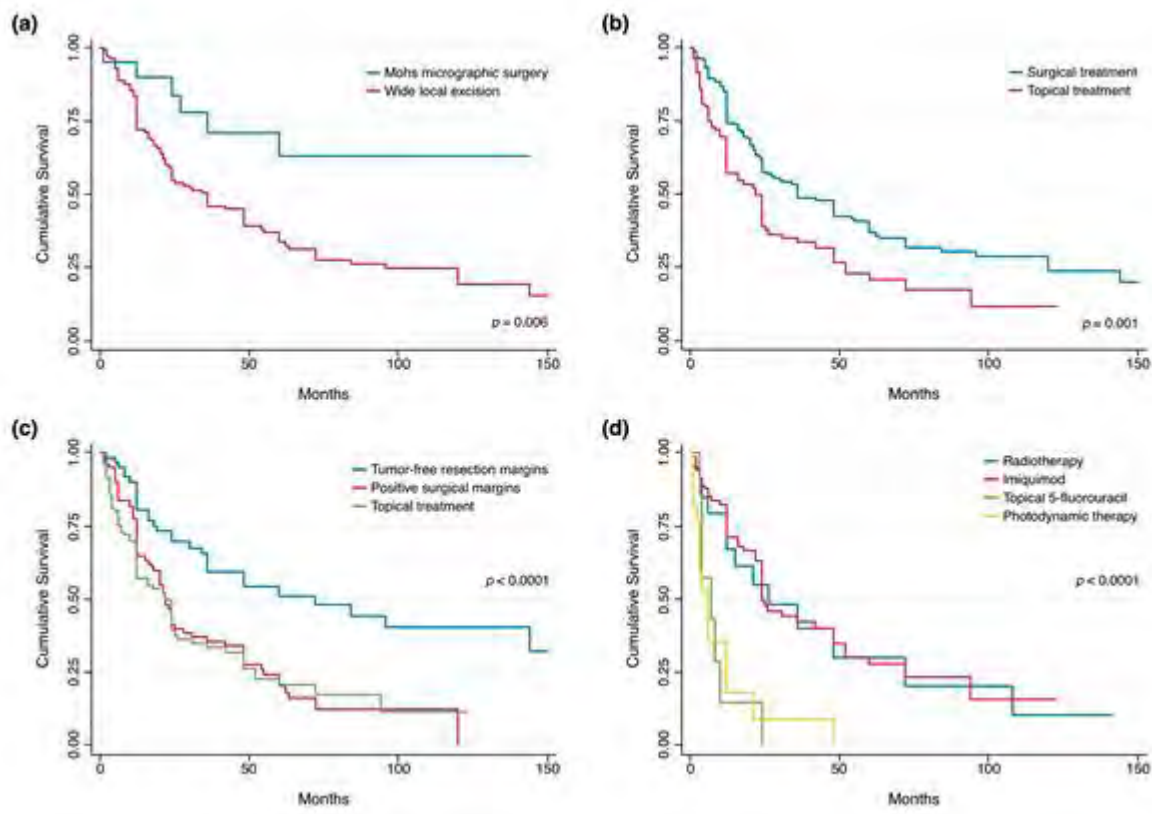 (a)
1.00
0.75
0.50
0.25
0.00
Cumulative Survival
Mohs micrographic surgery
Wide local excision
p = 0.006
0 50 100 150
Months
(b)
1.00
0.75
0.50
0.25
0.00
Cumulative Survival
Surgical treatment
Topical treatment
p = 0.001
0 50 100 150
Months
(c)
1.00
0.75
0.50
0.25
0.00
Cumulative Survival
Tumor-free resection margins
Positive surgical margins
Topical treatment
p < 0.0001
0 50 100 150
Months
(d)
1.00
0.75
0.50
0.25
0.00
Cumulative Survival
Radiotherapy
Imiquimod
Topical 5-fluorouracil
Photodynamic therapy
p < 0.0001
0 50 100 150
Months